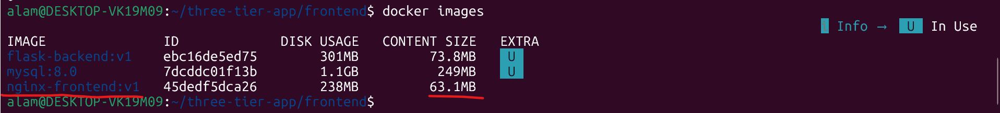 alam@DESKTOP-VK19M09:~/three-tier-app/frontend$ docker images
i Info → U In Use
IMAGE ID DISK USAGE CONTENT SIZE EXTRA
flask-backend:v1 ebc16de5ed75 301MB 73.8MB U
mysql:8.0 7dcddc01f13b 1.1GB 249MB U
nginx-frontend:v1 45dedf5dca26 238MB 63.1MB
alam@DESKTOP-VK19M09:~/three-tier-app/frontend$